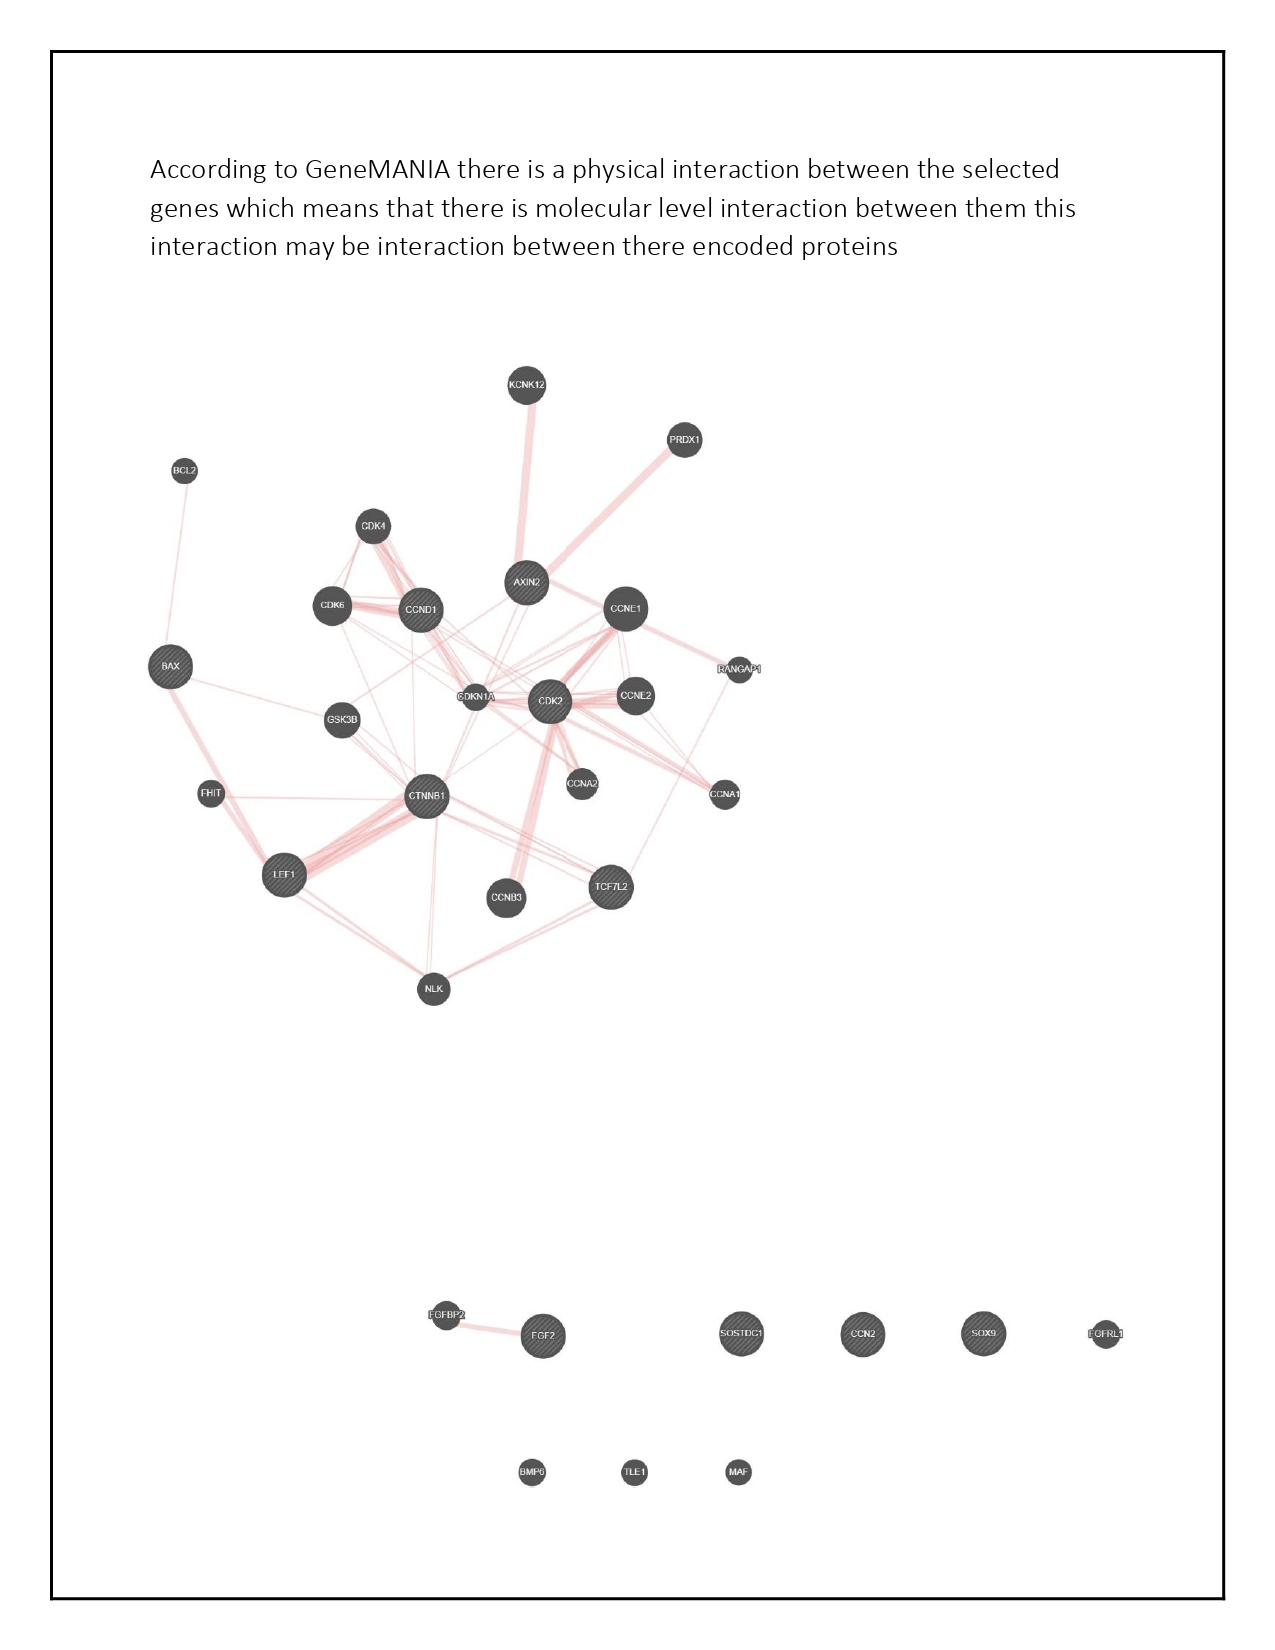 According to GeneMANIA there is a physical interaction between the selected
genes which means that there is molecular level interaction between them this
interaction may be interaction between there encoded proteins
KCNK12
PRDX1
BCL2
CDK4
AXIN2
CDK6
CCND1
CCNE1
BAX
RANGAP1
CDKN1A
CDK2
CCNE2
GSK3B
FHIT
CTNNB1
CCNA2
CCNA1
LEF1
CCNB3
TCF7L2
NLK
FGFBP2
FGF2
SOSTDC1
CCN2
SOX9
FGFRL1
BMP6
TLE1
MAF